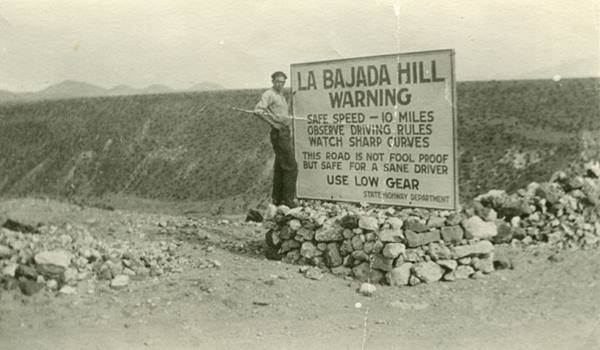 LA BAJADA HILL
WARNING
SAFE SPEED – 10 MILES
OBSERVE DRIVING RULES
WATCH SHARP CURVES
THIS ROAD IS NOT FOOL PROOF
BUT SAFE FOR A SANE DRIVER
USE LOW GEAR
STATE HIGHWAY DEPARTMENT